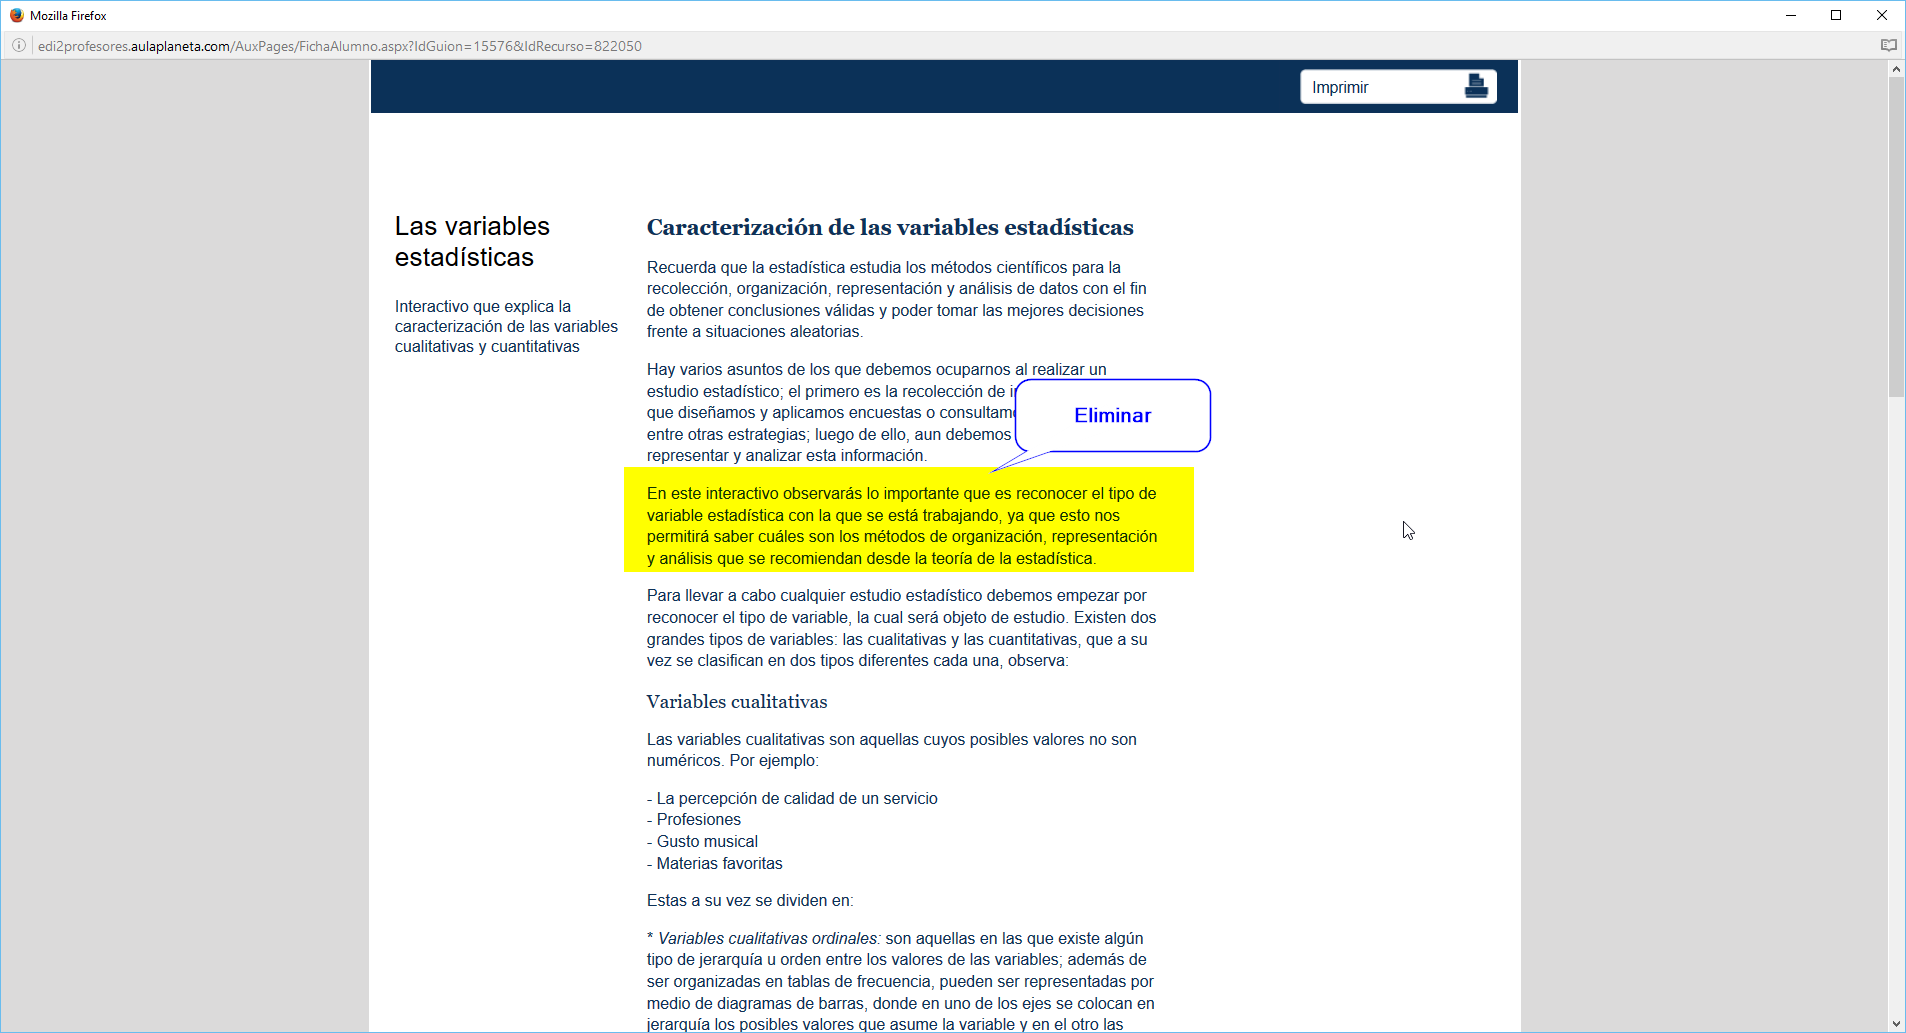 Mozilla Firefox
edi2profesores.aulaplaneta.com/AuxPages/FichaAlumno.aspx?IdGuion=15576&IdRecurso=822050
Imprimir
Las variables
estadísticas
Interactivo que explica la
caracterización de las variables
cualitativas y cuantitativas
Caracterización de las variables estadísticas
Recuerda que la estadística estudia los métodos científicos para la
recolección, organización, representación y análisis de datos con el fin
de obtener conclusiones válidas y poder tomar las mejores decisiones
frente a situaciones aleatorias.
Hay varios asuntos de los que debemos ocuparnos al realizar un
estudio estadístico; el primero es la recolección de
que diseñamos y aplicamos encuestas o
entre otras estrategias; luego de ello, aun debemos
representar y analizar esta información.
Eliminar
En este interactivo observarás lo importante que es reconocer el tipo de
variable estadística con la que se está trabajando, ya que esto nos
permitirá saber cuáles son los métodos de organización, representación
y análisis que se recomiendan desde la teoría de la estadística.
Para llevar a cabo cualquier estudio estadístico debemos empezar por
reconocer el tipo de variable, la cual será objeto de estudio. Existen dos
grandes tipos de variables: las cualitativas y las cuantitativas, que a su
vez se clasifican en dos tipos diferentes cada una, observa:
Variables cualitativas
Las variables cualitativas son aquellas cuyos posibles valores no son
numéricos. Por ejemplo:
- La percepción de calidad de un servicio
- Profesiones
- Gusto musical
- Materias favoritas
Estas a su vez se dividen en:
* Variables cualitativas ordinales: son aquellas en las que existe algún
tipo de jerarquía u orden entre los valores de las variables; además de
ser organizadas en tablas de frecuencia, pueden ser representadas por
medio de diagramas de barras, donde en uno de los ejes se colocan en
jerarquía los posibles valores que asume la variable y en el otro las